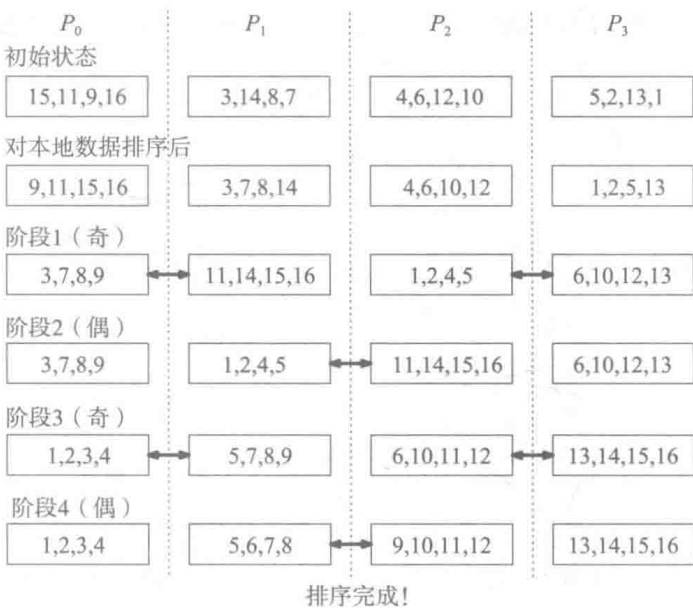 P₀ P₁ P₂ P₃
初始状态
15,11,9,16 3,14,8,7 4,6,12,10 5,2,13,1
对本地数据排序后
9,11,15,16 3,7,8,14 4,6,10,12 1,2,5,13
阶段1（奇）
3,7,8,9 11,14,15,16 1,2,4,5 6,10,12,13
阶段2（偶）
3,7,8,9 1,2,4,5 11,14,15,16 6,10,12,13
阶段3（奇）
1,2,3,4 5,7,8,9 6,10,11,12 13,14,15,16
阶段4（偶）
1,2,3,4 5,6,7,8 9,10,11,12 13,14,15,16
排序完成！